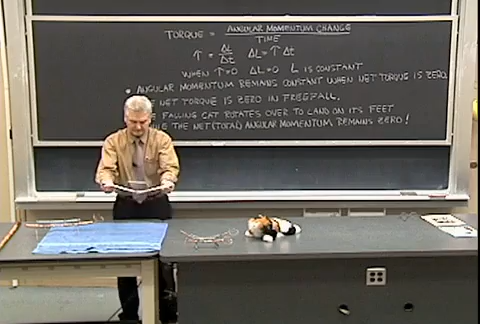 TORQUE = ANGULAR MOMENTUM CHANGE
TIME
τ = ΔL/Δt ΔL = τ Δt
WHEN τ=0 ΔL=0 L IS CONSTANT
• ANGULAR MOMENTUM REMAINS CONSTANT WHEN NET TORQUE IS ZERO.
NET TORQUE IS ZERO IN FREEFALL.
FALLING CAT ROTATES OVER TO LAND ON ITS FEET
THE NET(TOTAL) ANGULAR MOMENTUM REMAINS ZERO!